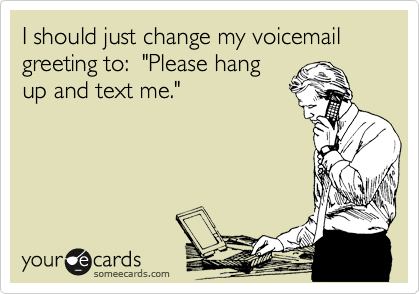 I should just change my voicemail
greeting to:  "Please hang
up and text me."
your e cards
someecards.com